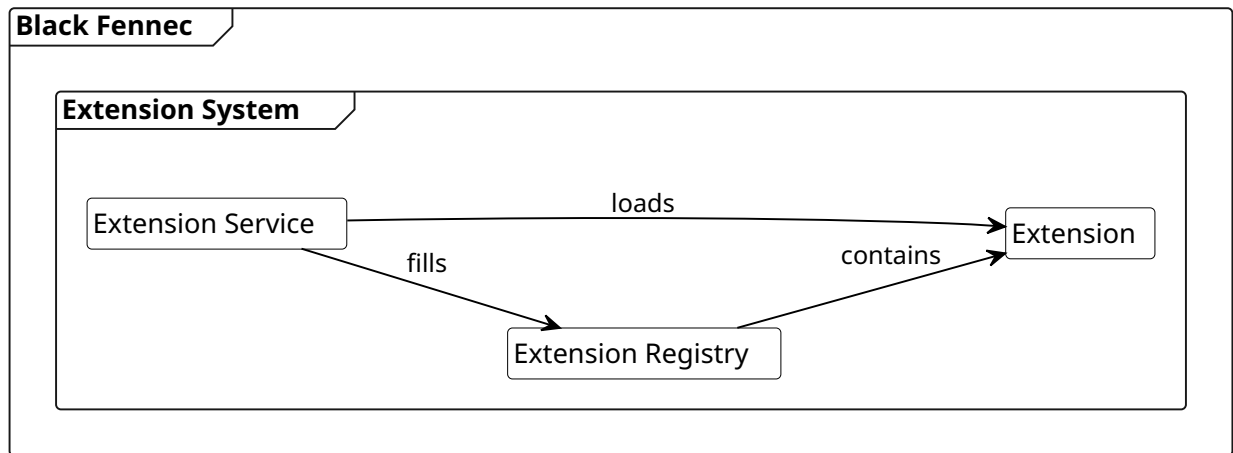 Black Fennec
Extension System
loads
Extension Service
Extension
fills
contains
Extension Registry